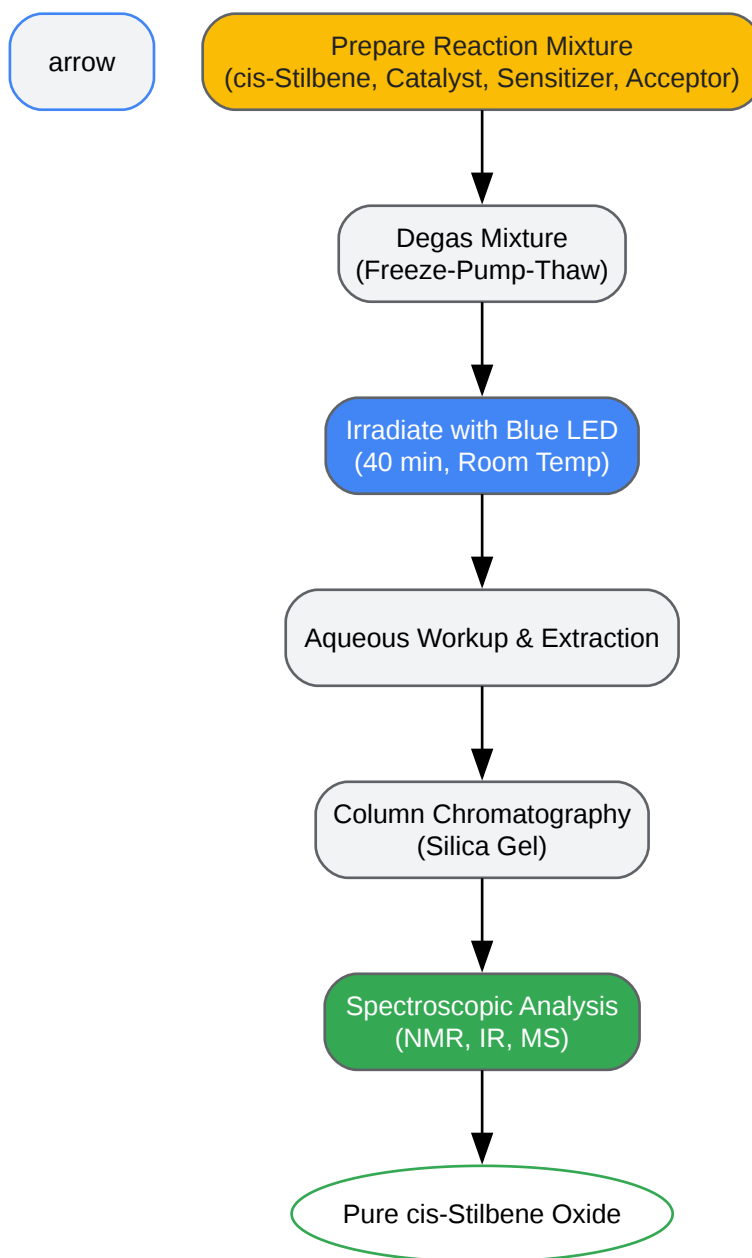 arrow
Prepare Reaction Mixture
(cis-Stilbene, Catalyst, Sensitizer, Acceptor)
Degas Mixture
(Freeze-Pump-Thaw)
Irradiate with Blue LED
(40 min, Room Temp)
Aqueous Workup & Extraction
Column Chromatography
(Silica Gel)
Spectroscopic Analysis
(NMR, IR, MS)
Pure cis-Stilbene Oxide